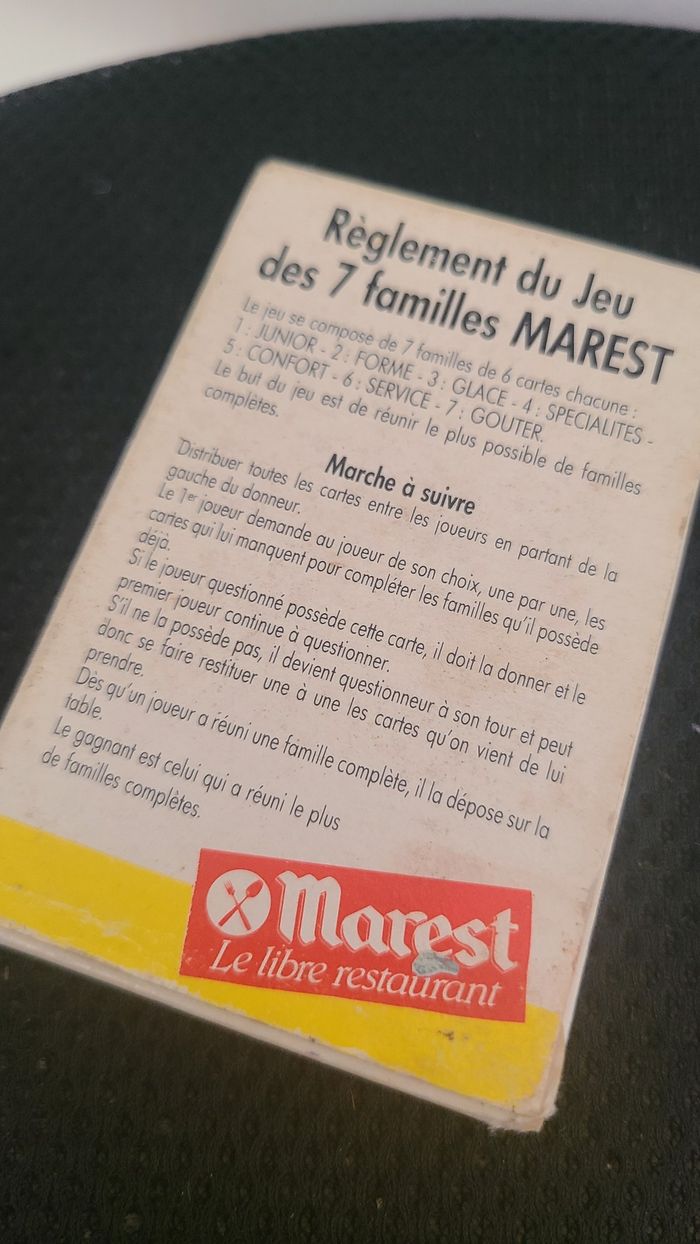 Règlement du Jeu
des 7 familles MAREST
Le jeu se compose de 7 familles de 6 cartes chacune :
1 : JUNIOR - 2 : FORME - 3 : GLACE - 4 : SPECIALITES -
5 : CONFORT - 6 : SERVICE - 7 : GOUTER.
Le but du jeu est de réunir le plus possible de familles
complètes.
Marche à suivre
Distribuer toutes les cartes entre les joueurs en partant de la
gauche du donneur.
Le 1er joueur demande au joueur de son choix, une par une, les
cartes qui lui manquent pour compléter les familles qu'il possède
déjà.
Si le joueur questionné possède cette carte, il doit la donner et le
premier joueur continue à questionner.
S'il ne la possède pas, il devient questionneur à son tour et peut
donc se faire restituer une à une les cartes qu'on vient de lui
prendre.
Dès qu'un joueur a réuni une famille complète, il la dépose sur la
table.
Le gagnant est celui qui a réuni le plus
de familles complètes.
Marest
Le libre restaurant